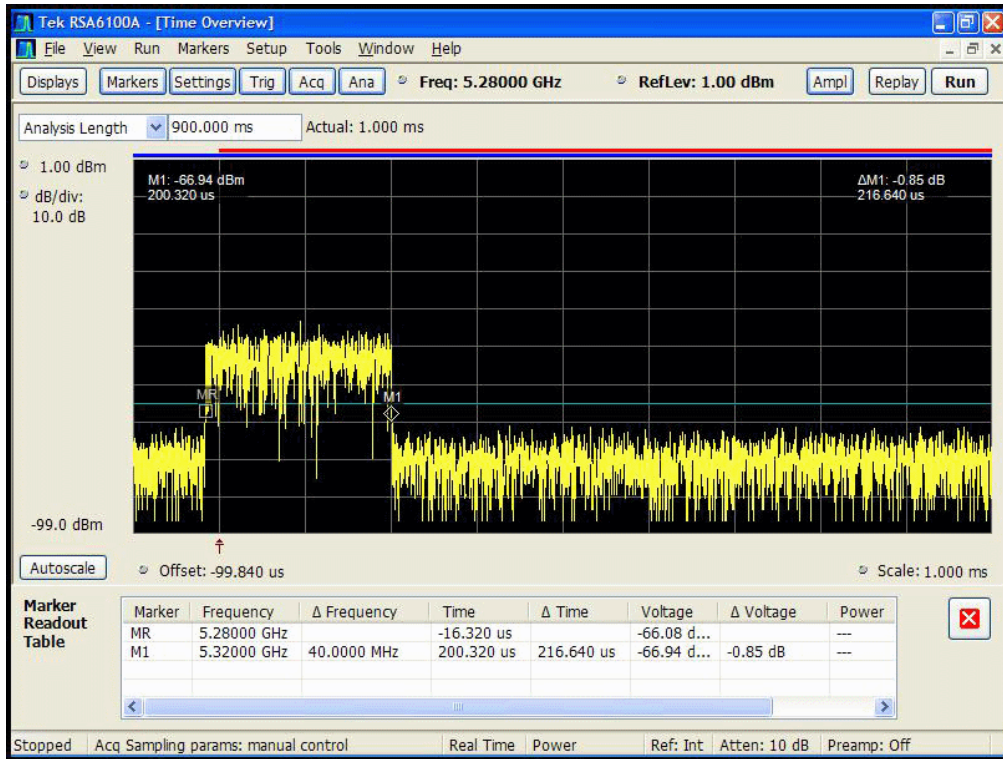 Tek RSA6100A - [Time Overview]
File View Run Markers Setup Tools Window Help
Displays Markers Settings Trig Acq Ana Freq: 5.28000 GHz RefLev: 1.00 dBm Ampl Replay Run
Analysis Length 900.000 ms Actual: 1.000 ms
1.00 dBm
dB/div:
10.0 dB
M1: -66.94 dBm
200.320 us
ΔM1: -0.85 dB
216.640 us
MR
M1
-99.0 dBm
Autoscale Offset: -99.840 us Scale: 1.000 ms
Marker
Readout
Table
Marker Frequency Δ Frequency Time Δ Time Voltage Δ Voltage Power
MR 5.28000 GHz -16.320 us -66.08 d... ---
M1 5.32000 GHz 40.0000 MHz 200.320 us 216.640 us -66.94 d... -0.85 dB ---
Stopped Acq Sampling params: manual control Real Time Power Ref: Int Atten: 10 dB Preamp: Off